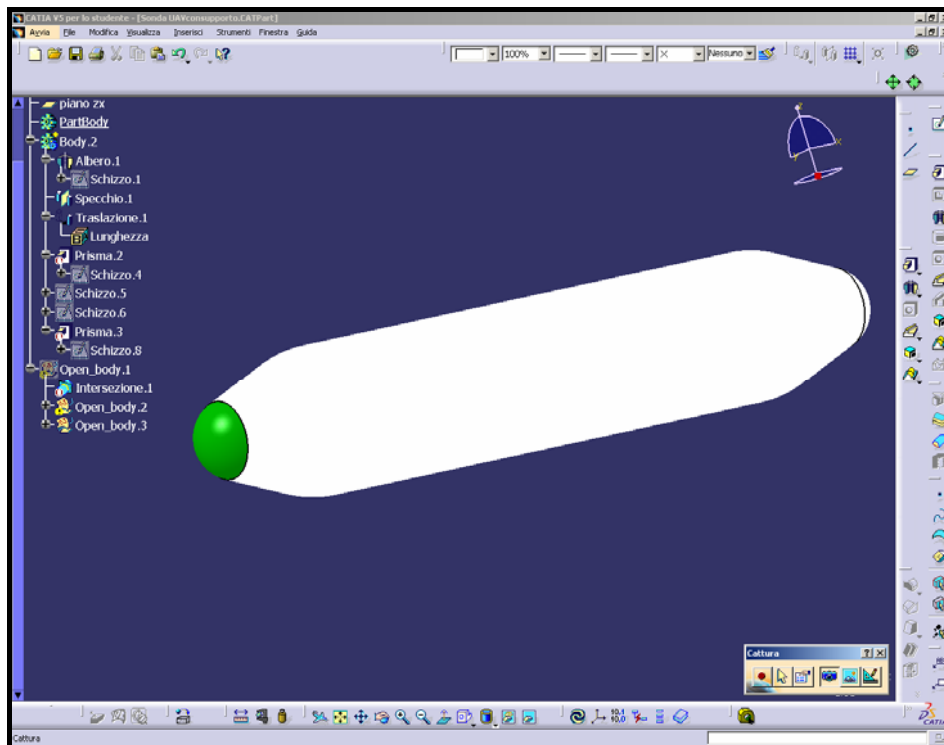 CATIA V5 per lo studente - [Sonda UAVconsupporto.CATPart]
Avvia File Modifica Visualizza Inserisci Strumenti Finestra Guida
100% Nessuno
piano zx
PartBody
Body.2
Albero.1
Schizzo.1
Specchio.1
Traslazione.1
Lunghezza
Prisma.2
Schizzo.4
Schizzo.5
Schizzo.6
Prisma.3
Schizzo.8
Open_body.1
Intersezione.1
Open_body.2
Open_body.3
Cattura
CATIA
Cattura